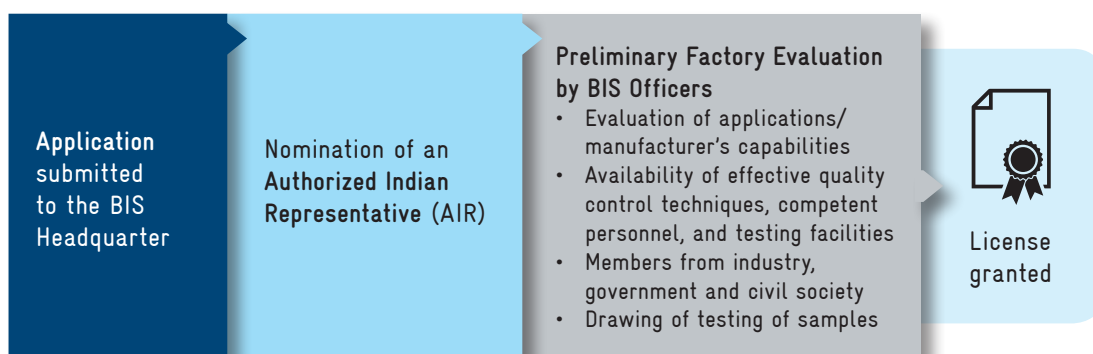 Application
submitted
to the BIS
Headquarter
Nomination of an
Authorized Indian
Representative (AIR)
Preliminary Factory Evaluation
by BIS Officers
• Evaluation of applications/
manufacturer's capabilities
• Availability of effective quality
control techniques, competent
personnel, and testing facilities
• Members from industry,
government and civil society
• Drawing of testing of samples
License
granted